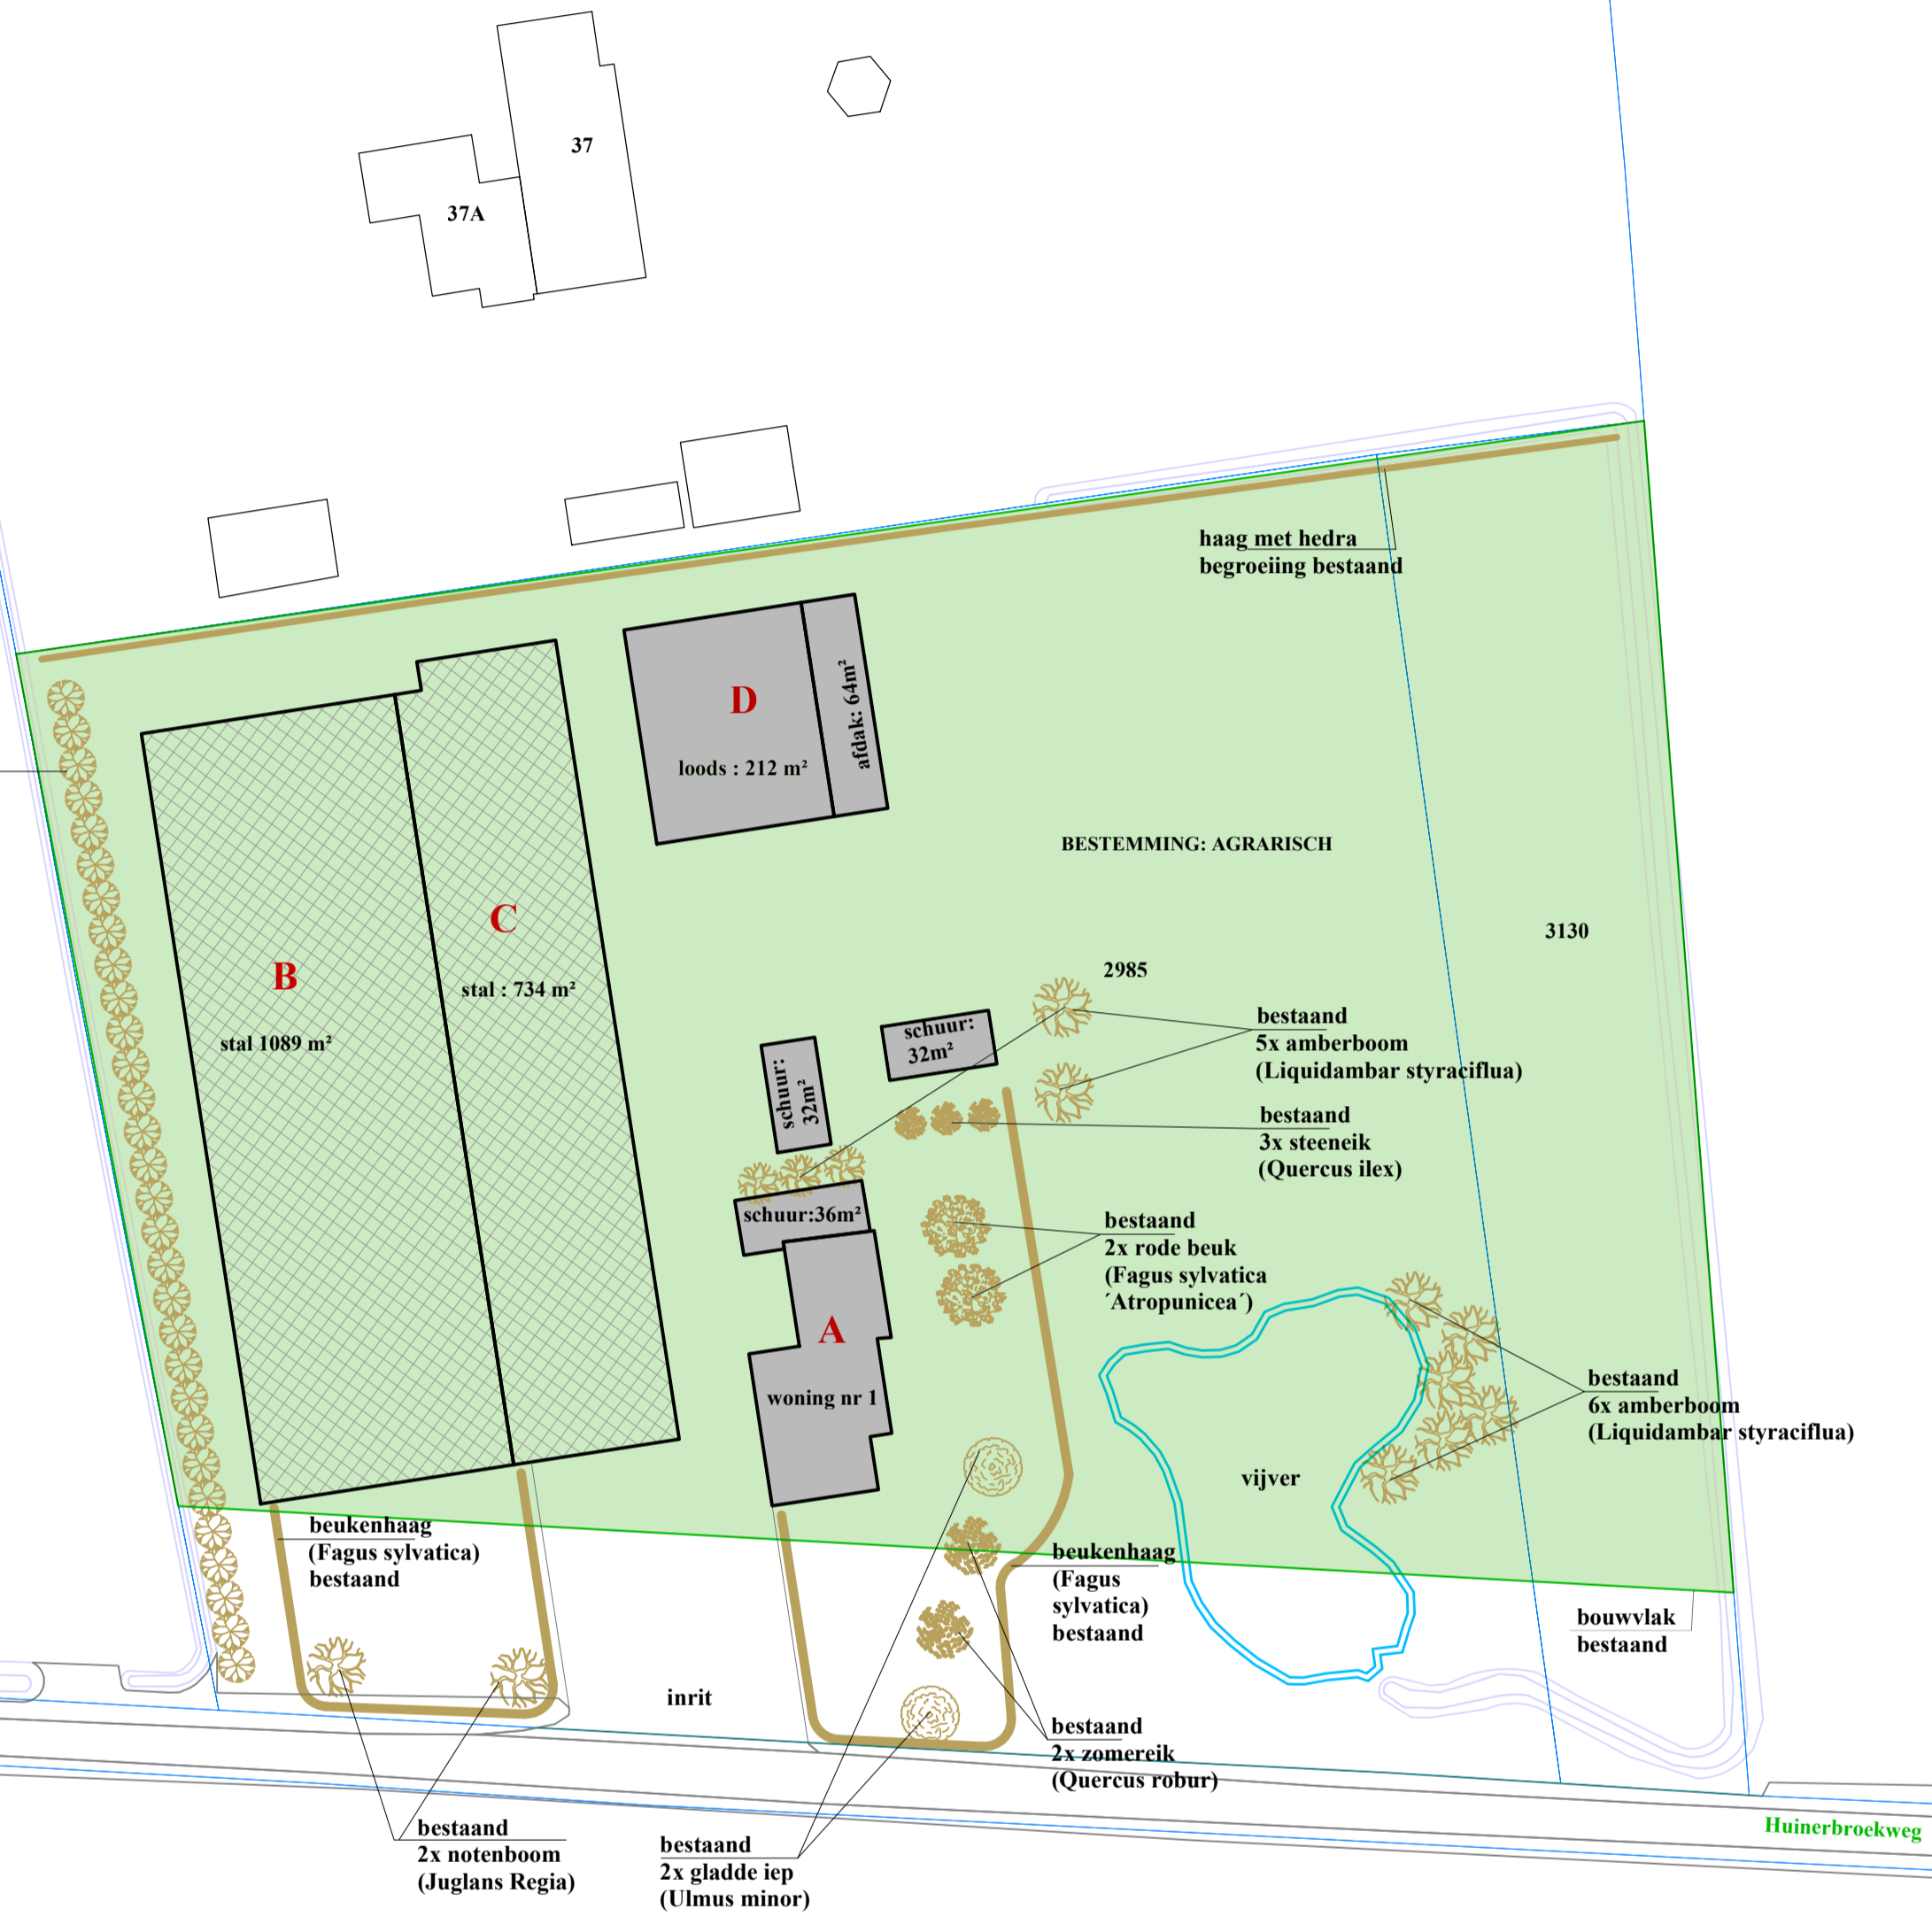 37
37A
haag met hedra
begroeiing bestaand
D
afdak: 64m²
loods : 212 m²
BESTEMMING: AGRARISCH
C
3130
B
2985
stal : 734 m²
stal 1089 m²
schuur:
32m²
bestaand
5x amberboom
(Liquidambar styraciflua)
schuur:
32m²
bestaand
3x steeneik
(Quercus ilex)
schuur:36m²
bestaand
2x rode beuk
(Fagus sylvatica
´Atropunicea´)
A
woning nr 1
bestaand
6x amberboom
(Liquidambar styraciflua)
vijver
beukenhaag
(Fagus sylvatica)
bestaand
beukenhaag
(Fagus
sylvatica)
bestaand
bouwvlak
bestaand
inrit
bestaand
2x zomereik
(Quercus robur)
Huinerbroekweg
bestaand
2x notenboom
(Juglans Regia)
bestaand
2x gladde iep
(Ulmus minor)